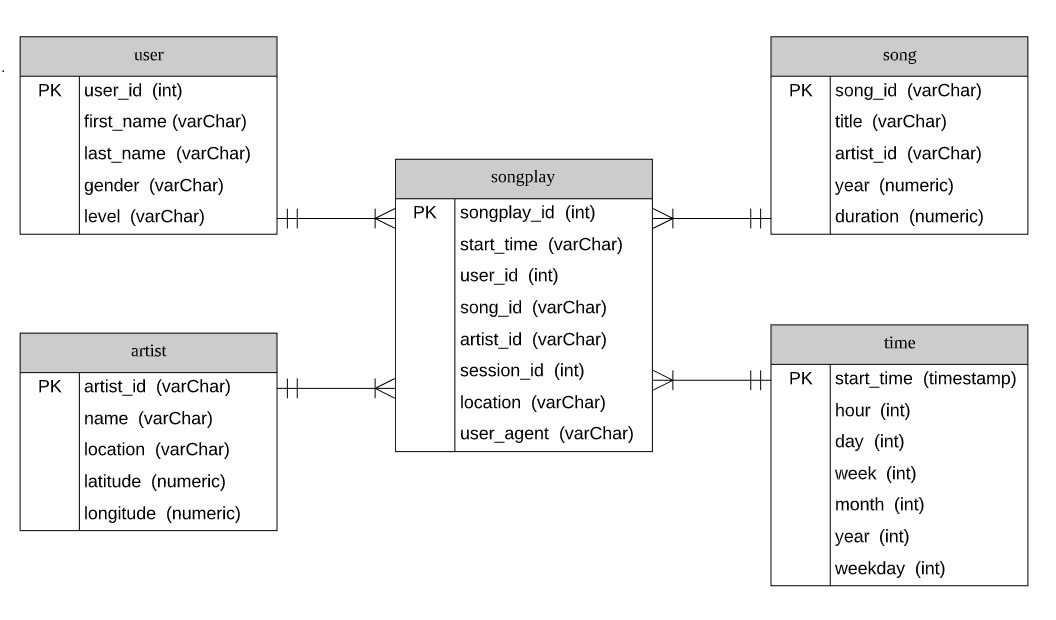 user
PK user_id (int)
first_name (varChar)
last_name (varChar)
gender (varChar)
level (varChar)
artist
PK artist_id (varChar)
name (varChar)
location (varChar)
latitude (numeric)
longitude (numeric)
songplay
PK songplay_id (int)
start_time (varChar)
user_id (int)
song_id (varChar)
artist_id (varChar)
session_id (int)
location (varChar)
user_agent (varChar)
song
PK song_id (varChar)
title (varChar)
artist_id (varChar)
year (numeric)
duration (numeric)
time
PK start_time (timestamp)
hour (int)
day (int)
week (int)
month (int)
year (int)
weekday (int)